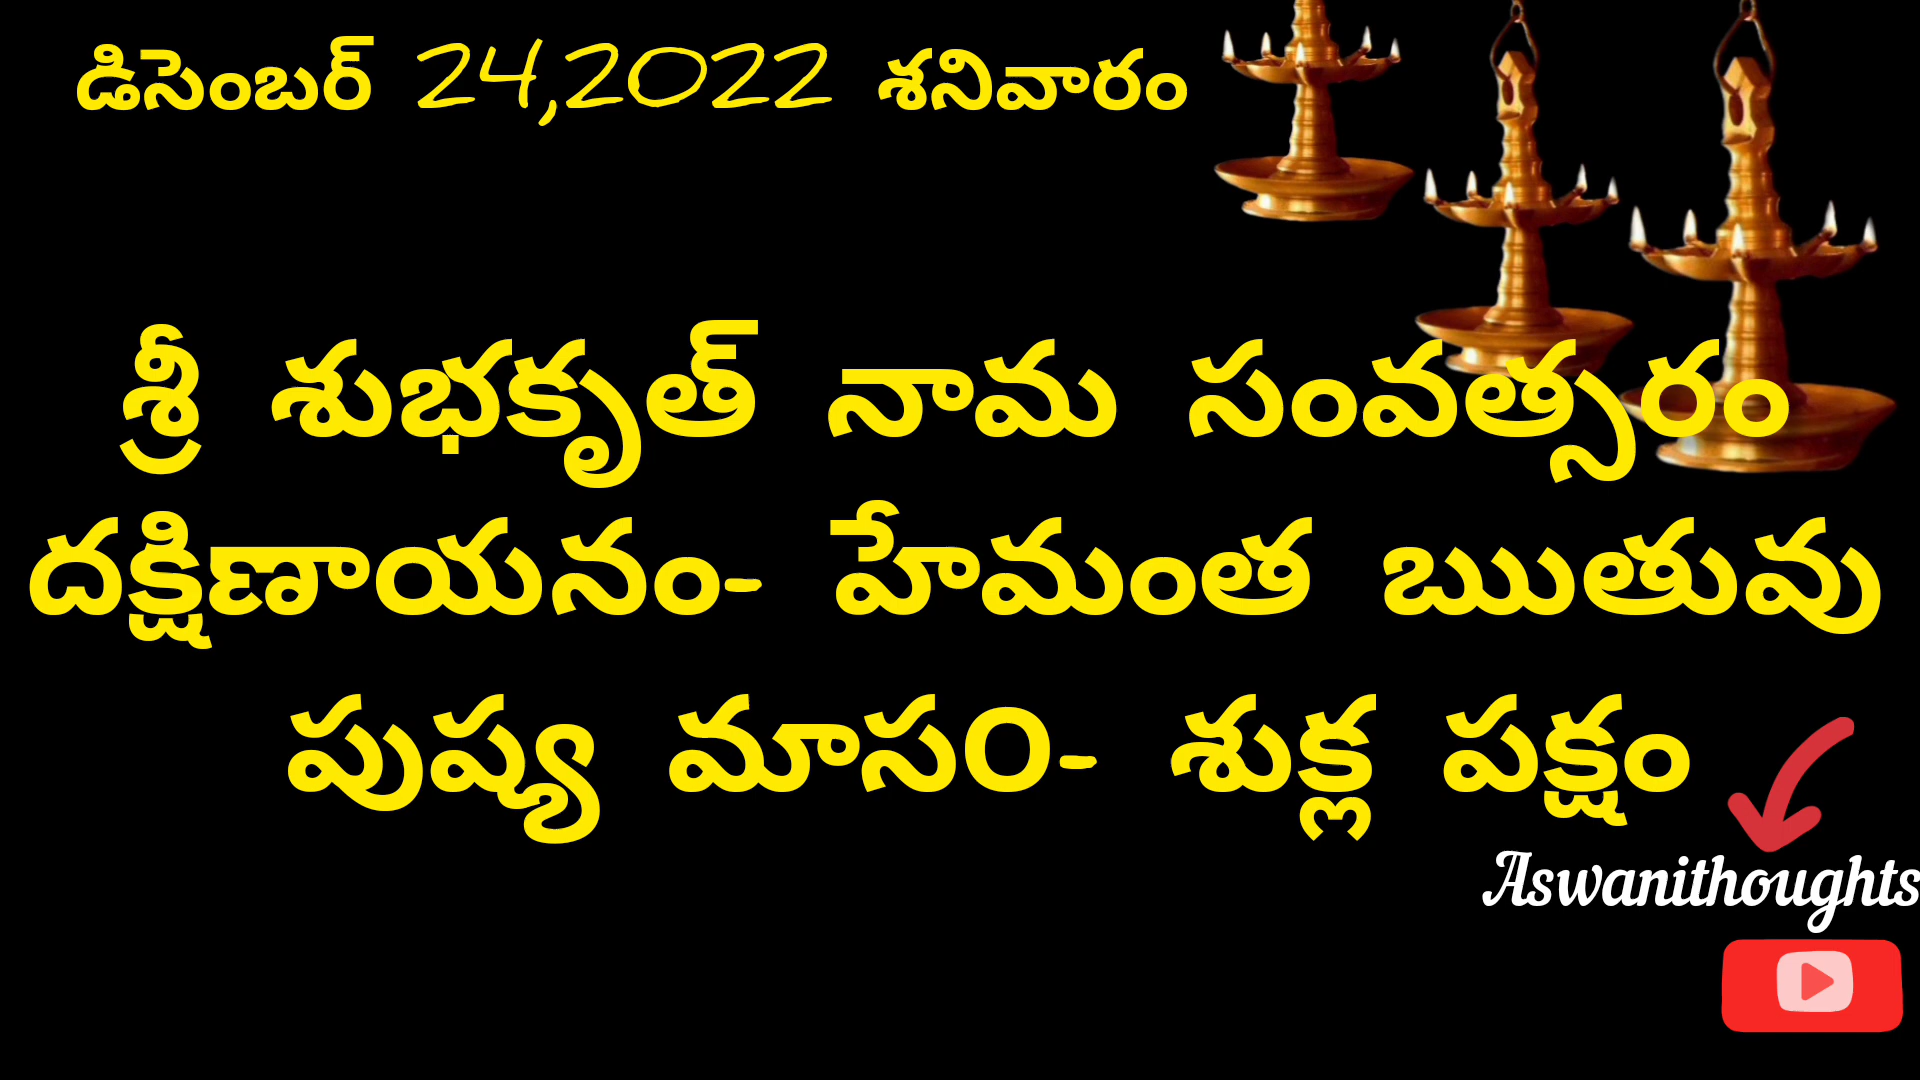 డిసెంబర్ 24,2022 శనివారం
శ్రీ శుభకృత్ నామ సంవత్సరం
దక్షిణాయనం- హేమంత ఋతువు
పుష్య మాసం- శుక్ల పక్షం
Aswanithoughts